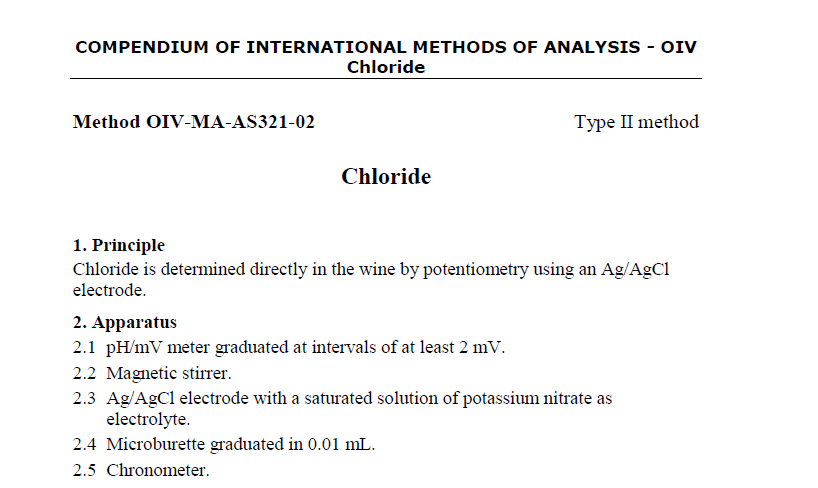 COMPENDIUM OF INTERNATIONAL METHODS OF ANALYSIS - OIV
Chloride
Method OIV-MA-AS321-02 Type II method
Chloride
1. Principle
Chloride is determined directly in the wine by potentiometry using an Ag/AgCl
electrode.
2. Apparatus
2.1 pH/mV meter graduated at intervals of at least 2 mV.
2.2 Magnetic stirrer.
2.3 Ag/AgCl electrode with a saturated solution of potassium nitrate as
electrolyte.
2.4 Microburette graduated in 0.01 mL.
2.5 Chronometer.